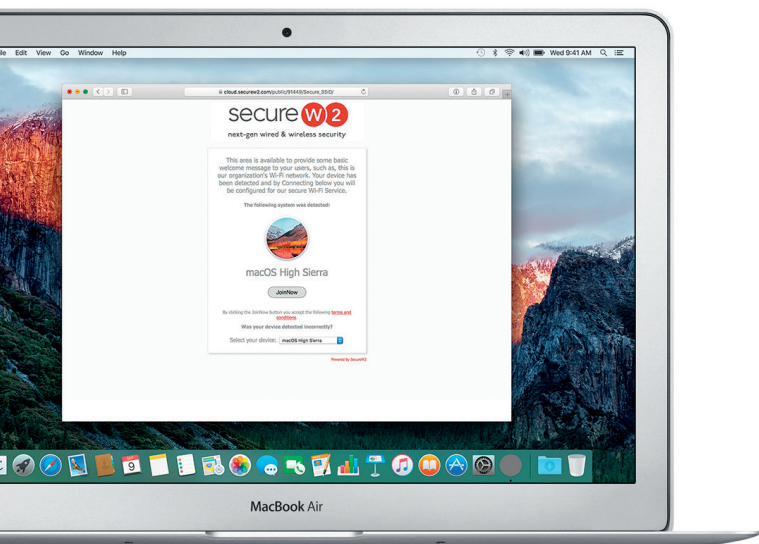 File Edit View Go Window Help
Wed 9:41 AM
cloud.securew2.com/public/91449/Secure_SSID/
secure W2
next-gen wired & wireless security
This area is available to provide some basic
welcome message to your users, such as, this is
our organization's Wi-Fi network. Your device has
been detected and by Connecting below you will
be configured for our secure Wi-Fi Service.
The following system was detected:
macOS High Sierra
JoinNow
By clicking the JoinNow button you accept the following terms and
conditions.
Was your device detected incorrectly?
Select your device: macOS High Sierra
Powered by SecureW2
SEP
9
MacBook Air